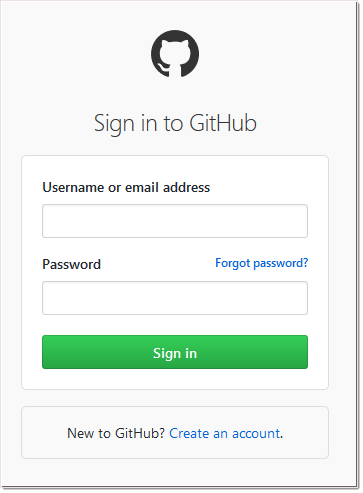 Sign in to GitHub
Username or email address
Password Forgot password?
Sign in
New to GitHub? Create an account.